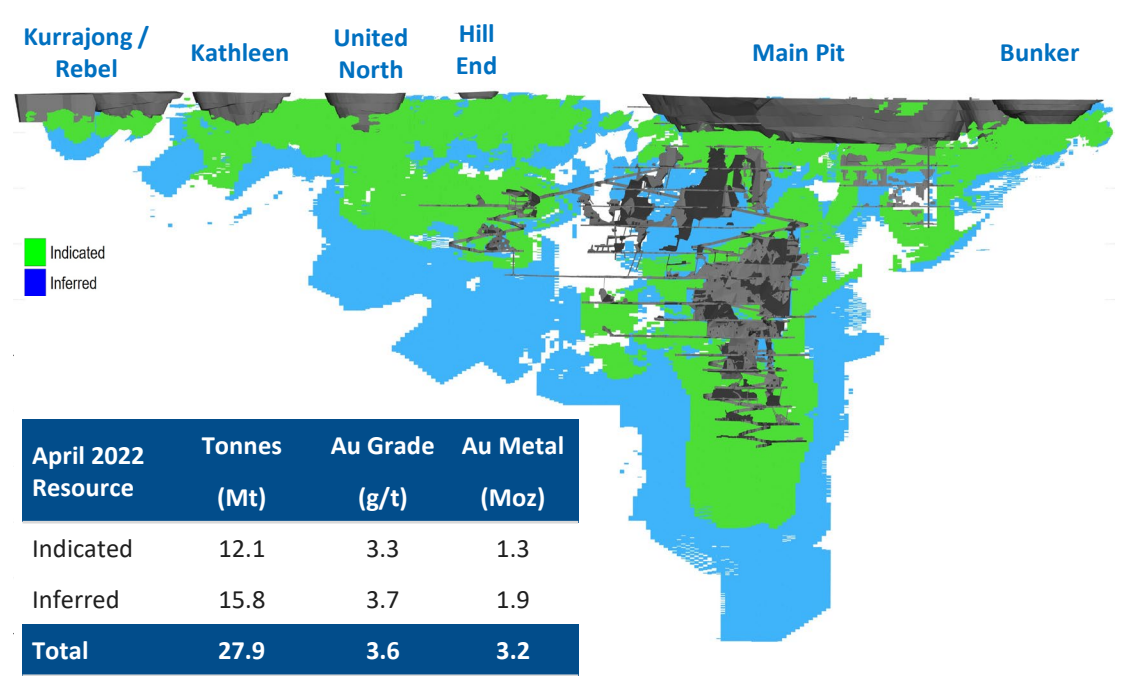 Kurrajong /
Rebel
Kathleen
United
North
Hill
End
Main Pit
Bunker
Indicated
Inferred
April 2022
Resource
Tonnes
(Mt)
Au Grade
(g/t)
Au Metal
(Moz)
Indicated 12.1 3.3 1.3
Inferred 15.8 3.7 1.9
Total 27.9 3.6 3.2